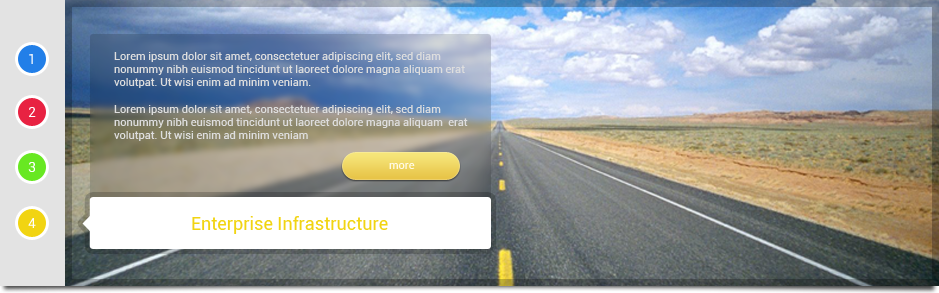 1
2
3
4
Lorem ipsum dolor sit amet, consectetuer adipiscing elit, sed diam
nonummy nibh euismod tincidunt ut laoreet dolore magna aliquam erat
volutpat. Ut wisi enim ad minim veniam.
Lorem ipsum dolor sit amet, consectetuer adipiscing elit, sed diam
nonummy nibh euismod tincidunt ut laoreet dolore magna aliquam erat
volutpat. Ut wisi enim ad minim veniam
more
Enterprise Infrastructure